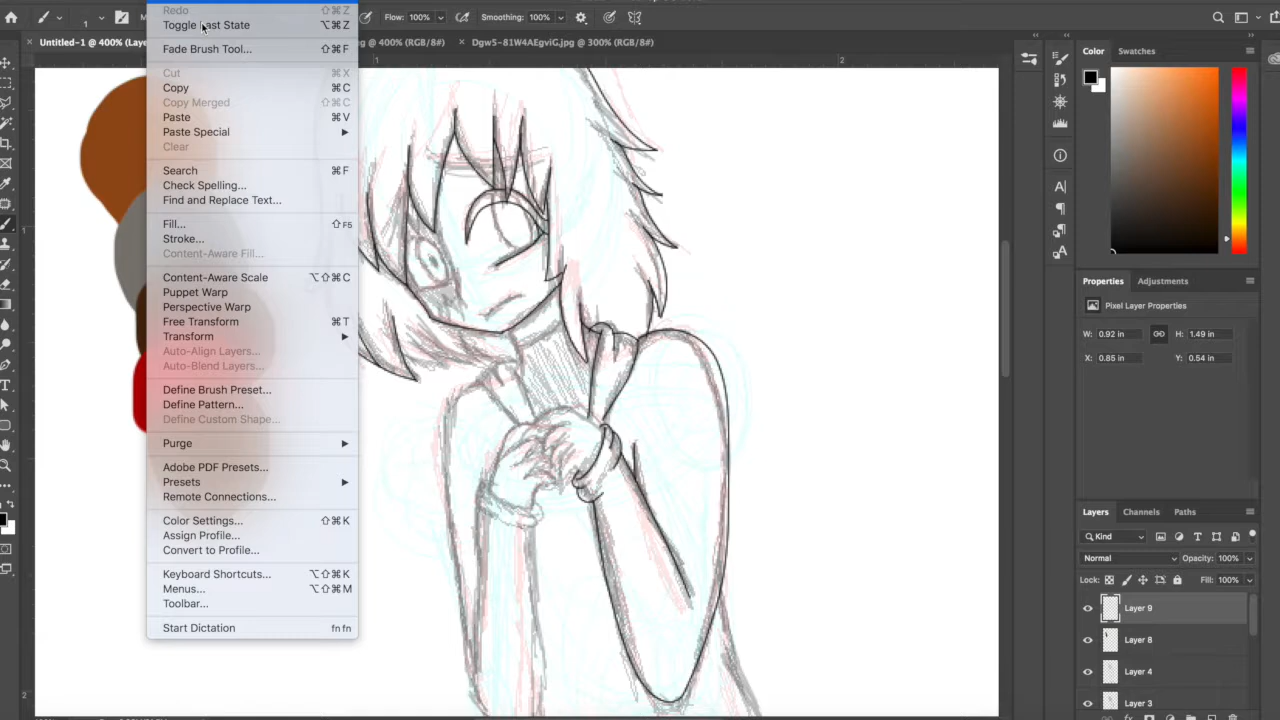 Redo ⇧⌘Z
Toggle Last State ⌥⌘Z
Flow: 100%
Smoothing: 100%
Untitled-1 @ 400% (Laye
g @ 400% (RGB/8#)
× Dgw5-81W4AEgviG.jpg @ 300% (RGB/8#)
Fade Brush Tool... ⇧⌘F
Cut ⌘X
Copy ⌘C
Copy Merged ⇧⌘C
Paste ⌘V
Paste Special
Clear
Search ⌘F
Check Spelling...
Find and Replace Text...
Fill... ⇧F5
Stroke...
Content-Aware Fill...
Content-Aware Scale ⌥⇧⌘C
Puppet Warp
Perspective Warp
Free Transform ⌘T
Transform
Auto-Align Layers...
Auto-Blend Layers...
Define Brush Preset...
Define Pattern...
Define Custom Shape...
Purge
Adobe PDF Presets...
Presets
Remote Connections...
Color Settings... ⇧⌘K
Assign Profile...
Convert to Profile...
Keyboard Shortcuts... ⌥⇧⌘K
Menus... ⌥⇧⌘M
Toolbar...
Start Dictation fn fn
1
2
1
2
Color Swatches
Properties Adjustments
Pixel Layer Properties
W: 0.92 in H: 1.49 in
X: 0.85 in Y: 0.54 in
Layers Channels Paths
Kind
Normal Opacity: 100%
Lock: Fill: 100%
Layer 9
Layer 8
Layer 4
Layer 3